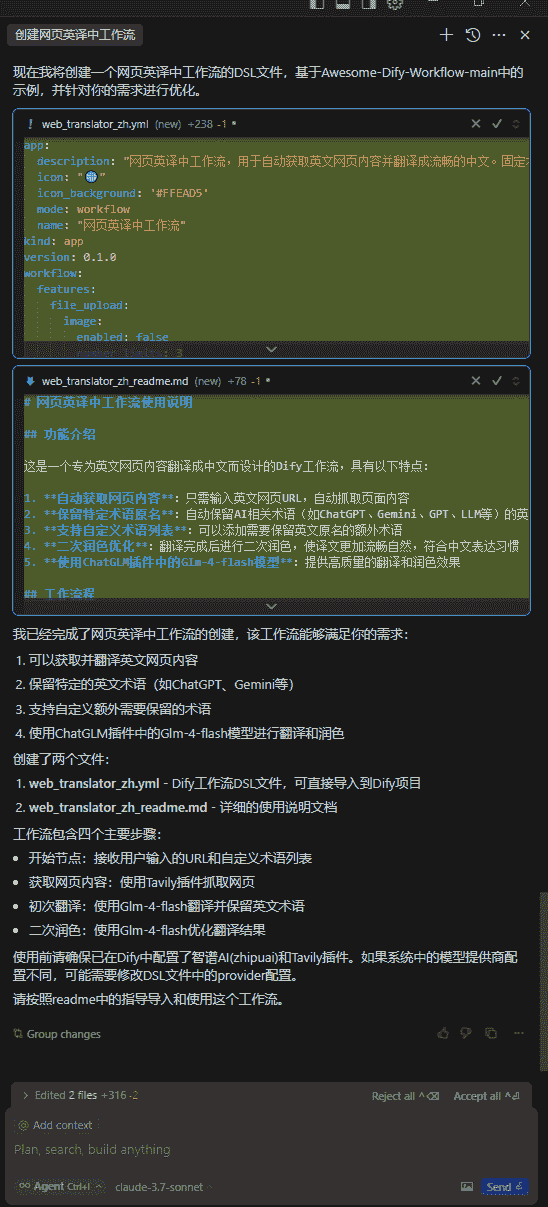 创建网页英译中工作流
现在我将创建一个网页英译中工作流的DSL文件，基于Awesome-Dify-Workflow-main中的
示例，并针对你的需求进行优化。
! web_translator_zh.yml (new) +238 -1 •
app:
description: "网页英译中工作流，用于自动获取英文网页内容并翻译成流畅的中文。固定
icon: "🌐"
icon_background: '#FFEAD5'
mode: workflow
name: "网页英译中工作流"
kind: app
version: 0.1.0
workflow:
features:
file_upload:
image:
enabled: false
number_limits: 3
web_translator_zh_readme.md (new) +78 -1 •
# 网页英译中工作流使用说明
## 功能介绍
这是一个专为英文网页内容翻译成中文而设计的Dify工作流，具有以下特点：
1. **自动获取网页内容**：只需输入英文网页URL，自动抓取页面内容
2. **保留特定术语原名**：自动保留AI相关术语（如ChatGPT、Gemini、GPT、LLM等）的英
3. **支持自定义术语列表**：可以添加需要保留英文原名的额外术语
4. **二次润色优化**：翻译完成后进行二次润色，使译文更加流畅自然，符合中文表达习惯
5. **使用ChatGLM插件中的Glm-4-flash模型**：提供高质量的翻译和润色效果
## 工作流程
我已经完成了网页英译中工作流的创建，该工作流能够满足你的需求：
1. 可以获取并翻译英文网页内容
2. 保留特定的英文术语（如ChatGPT、Gemini等）
3. 支持自定义额外需要保留的术语
4. 使用ChatGLM插件中的Glm-4-flash模型进行翻译和润色
创建了两个文件：
1. web_translator_zh.yml - Dify工作流DSL文件，可直接导入到Dify项目
2. web_translator_zh_readme.md - 详细的使用说明文档
工作流包含四个主要步骤：
• 开始节点：接收用户输入的URL和自定义术语列表
• 获取网页内容：使用Tavily插件抓取网页
• 初次翻译：使用Glm-4-flash翻译并保留英文术语
• 二次润色：使用Glm-4-flash优化翻译结果
使用前请确保已在Dify中配置了智谱AI(zhipuai)和Tavily插件。如果系统中的模型提供商配
置不同，可能需要修改DSL文件中的provider配置。
请按照readme中的指导导入和使用这个工作流。
Group changes
Edited 2 files +316 -2 Reject all ^⌫ Accept all ^⏎
@ Add context
Plan, search, build anything
∞ Agent Ctrl+I claude-3.7-sonnet Send ⏎